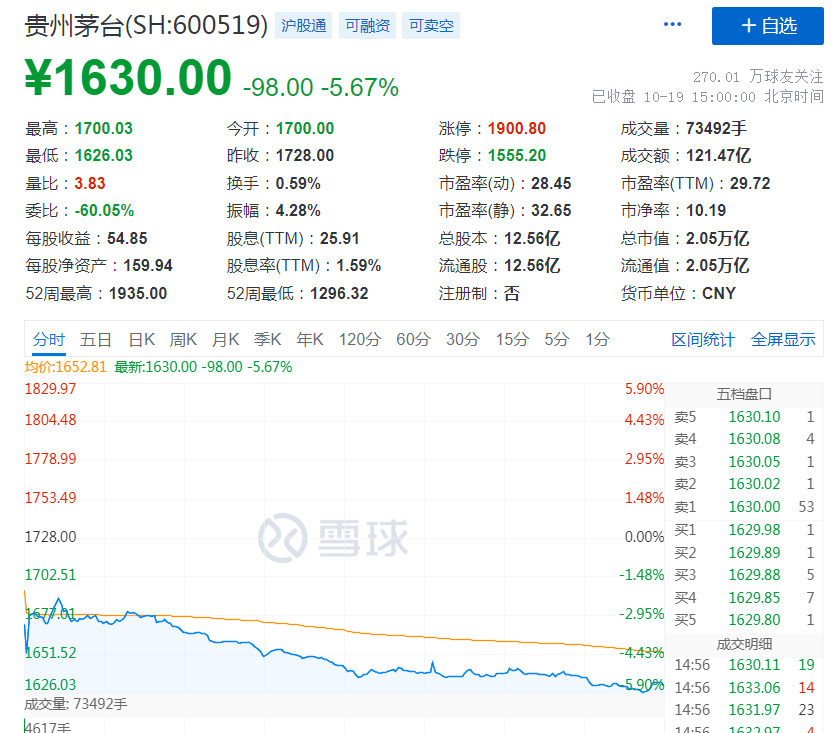 贵州茅台(SH:600519) 沪股通 可融资 可卖空 ••• +自选
¥1630.00 -98.00 -5.67%
270.01 万球友关注
已收盘 10-19 15:00:00 北京时间
最高：1700.03 今开：1700.00 涨停：1900.80 成交量：73492手
最低：1626.03 昨收：1728.00 跌停：1555.20 成交额：121.47亿
量比：3.83 换手：0.59% 市盈率(动)：28.45 市盈率(TTM)：29.72
委比：-60.05% 振幅：4.28% 市盈率(静)：32.65 市净率：10.19
每股收益：54.85 股息(TTM)：25.91 总股本：12.56亿 总市值：2.05万亿
每股净资产：159.94 股息率(TTM)：1.59% 流通股：12.56亿 流通值：2.05万亿
52周最高：1935.00 52周最低：1296.32 注册制：否 货币单位：CNY
分时 五日 日K 周K 月K 季K 年K 120分 60分 30分 15分 5分 1分 区间统计 全屏显示
均价:1652.81 最新:1630.00 -98.00 -5.67%
1829.97 5.90%
1804.48 4.43%
1778.99 2.95%
1753.49 1.48%
1728.00 0.00%
雪球
1702.51 -1.48%
1677.01 -2.95%
1651.52 -4.43%
1626.03 -5.90%
成交量: 73492手
4617手
五档盘口
卖5 1630.10 1
卖4 1630.08 4
卖3 1630.05 1
卖2 1630.02 1
卖1 1630.00 53
买1 1629.98 1
买2 1629.89 1
买3 1629.88 5
买4 1629.85 7
买5 1629.80 1
成交明细
14:56 1630.11 19
14:56 1633.06 14
14:56 1631.97 23
14:56 1632.97 4